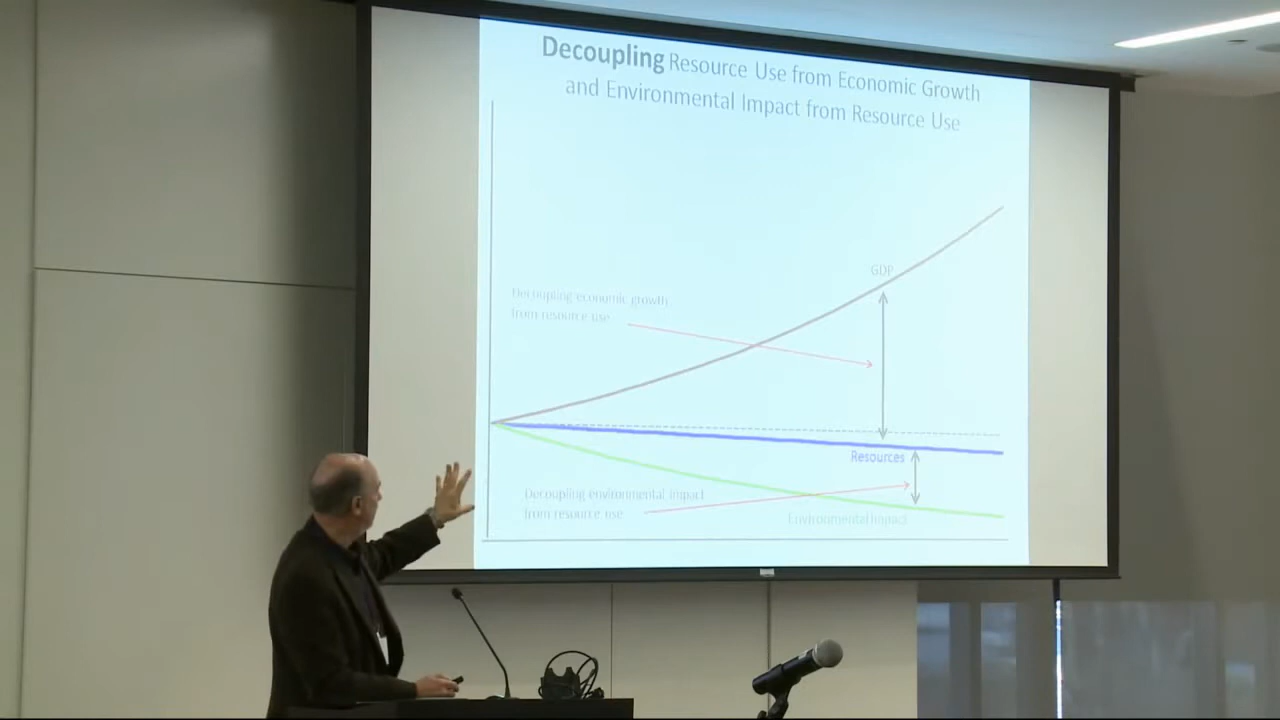 Decoupling Resource Use from Economic Growth
and Environmental Impact from Resource Use
GDP
Decoupling economic growth
from resource use
Resources
Decoupling environmental impact
from resource use
Environmental Impact